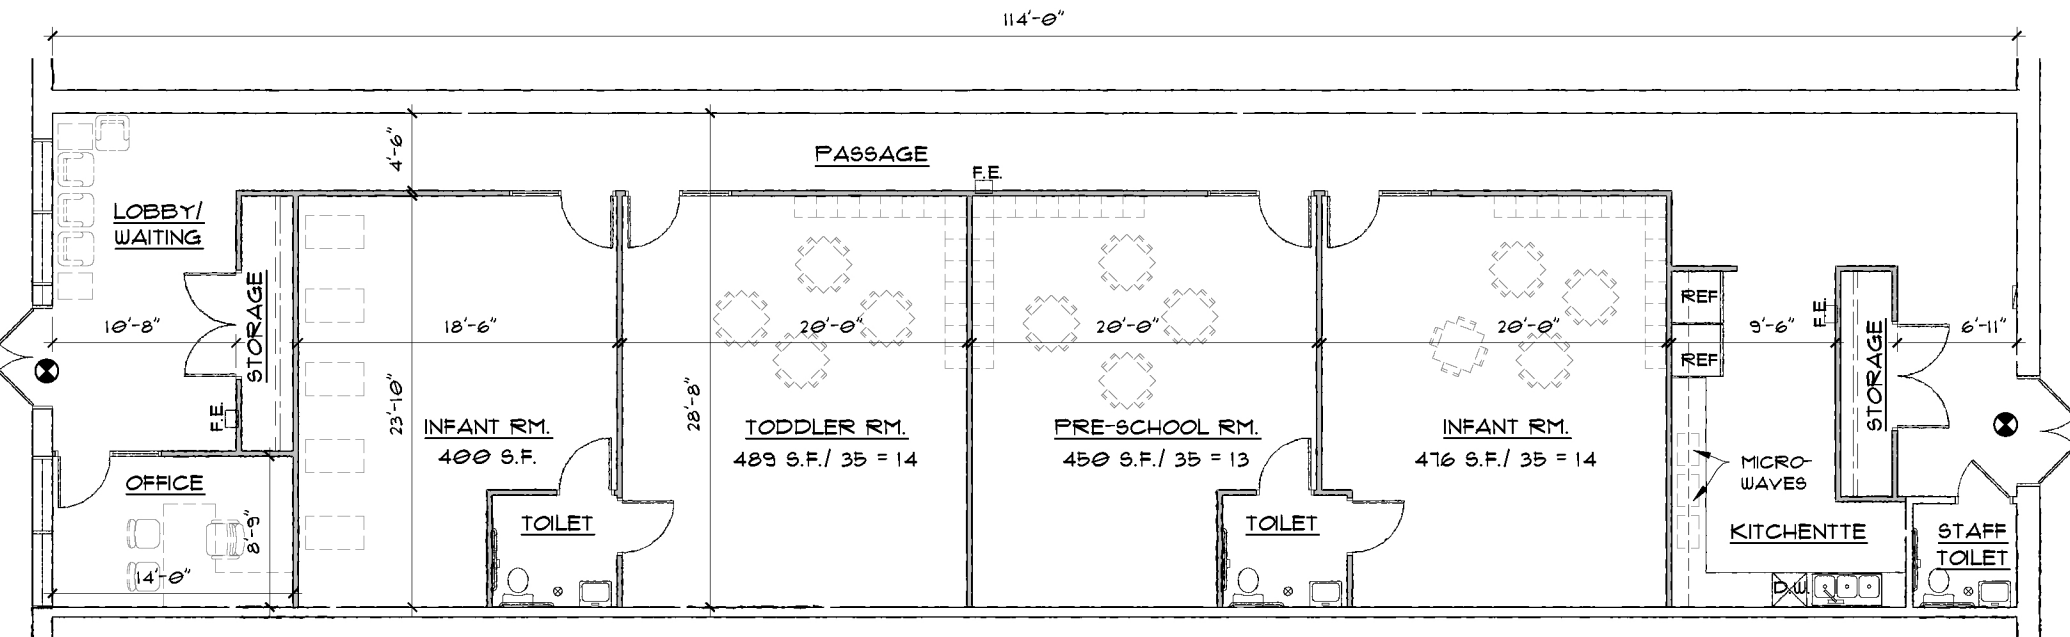 114'-0"
4'-6"
PASSAGE
F.E.
LOBBY/
WAITING
STORAGE
REF
F.E.
10'-8"
18'-6"
20'-0"
20'-0"
20'-0"
9'-6"
6'-11"
REF
STORAGE
F.E.
23'-10"
28'-8"
INFANT RM.
400 S.F.
TODDLER RM.
489 S.F./ 35 = 14
PRE-SCHOOL RM.
450 S.F./ 35 = 13
INFANT RM.
476 S.F./ 35 = 14
MICRO-
WAVES
OFFICE
8'-9"
14'-0"
TOILET
TOILET
KITCHENTTE
STAFF
TOILET
D.W.